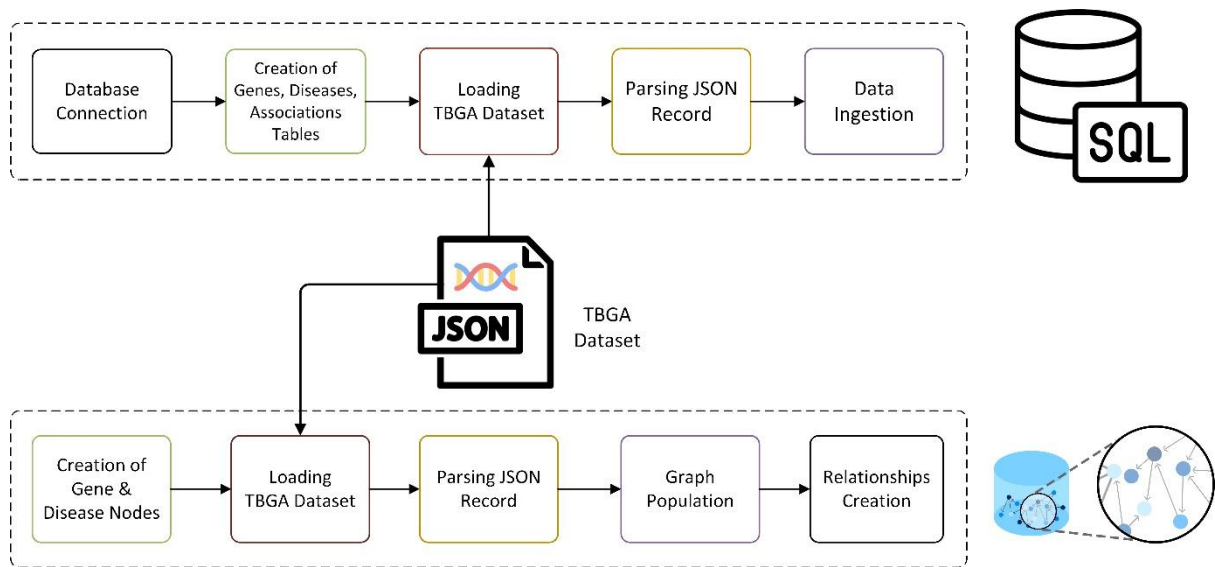 Database
Connection
Creation of
Genes, Diseases,
Associations
Tables
Loading
TBGA Dataset
Parsing JSON
Record
Data
Ingestion
SQL
JSON
TBGA
Dataset
Creation of
Gene &
Disease Nodes
Loading
TBGA Dataset
Parsing JSON
Record
Graph
Population
Relationships
Creation